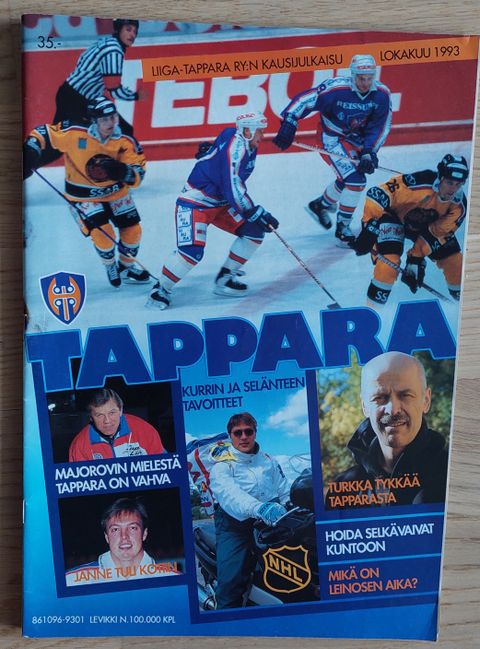 35.-
LIIGA-TAPPARA RY:N KAUSIJULKAISU LOKAKUU 1993
TAPPARA
KURRIN JA SELÄNTEEN
TAVOITTEET
MAJOROVIN MIELESTÄ
TAPPARA ON VAHVA
JANNE TULI KOTIIN
TURKKA TYKKÄÄ
TAPPARASTA
HOIDA SELKÄVAIVAT
KUNTOON
MIKÄ ON
LEINOSEN AIKA?
NHL
861096-9301 LEVIKKI N.100.000 KPL